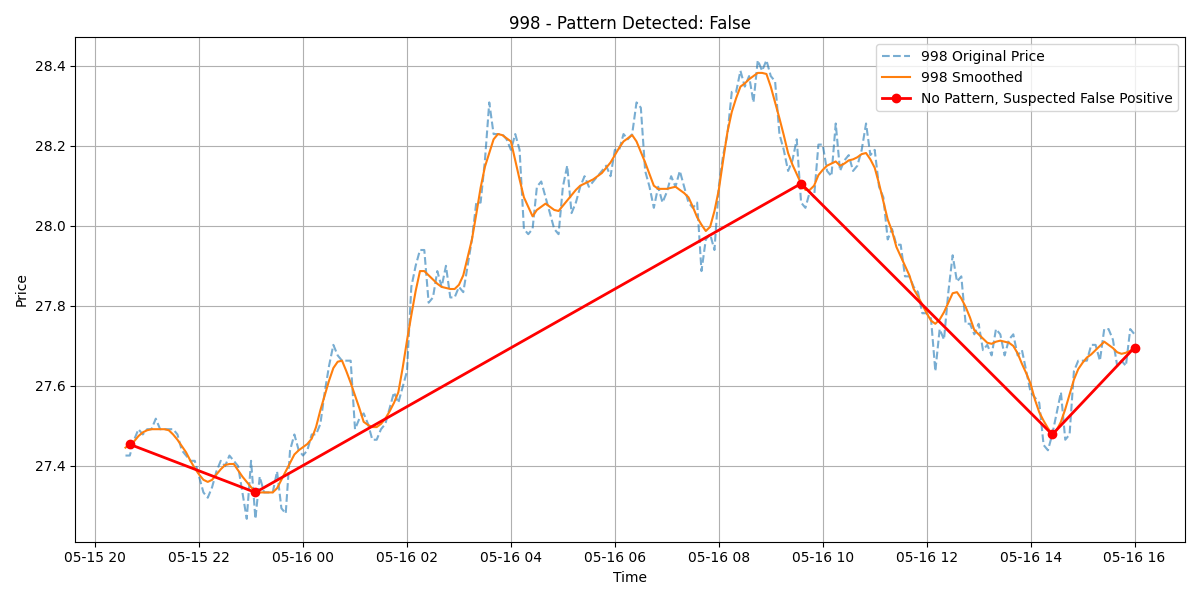 998 - Pattern Detected: False
998 Original Price
998 Smoothed
No Pattern, Suspected False Positive
Price
28.4
28.2
28.0
27.8
27.6
27.4
05-15 20 05-15 22 05-16 00 05-16 02 05-16 04 05-16 06 05-16 08 05-16 10 05-16 12 05-16 14 05-16 16
Time